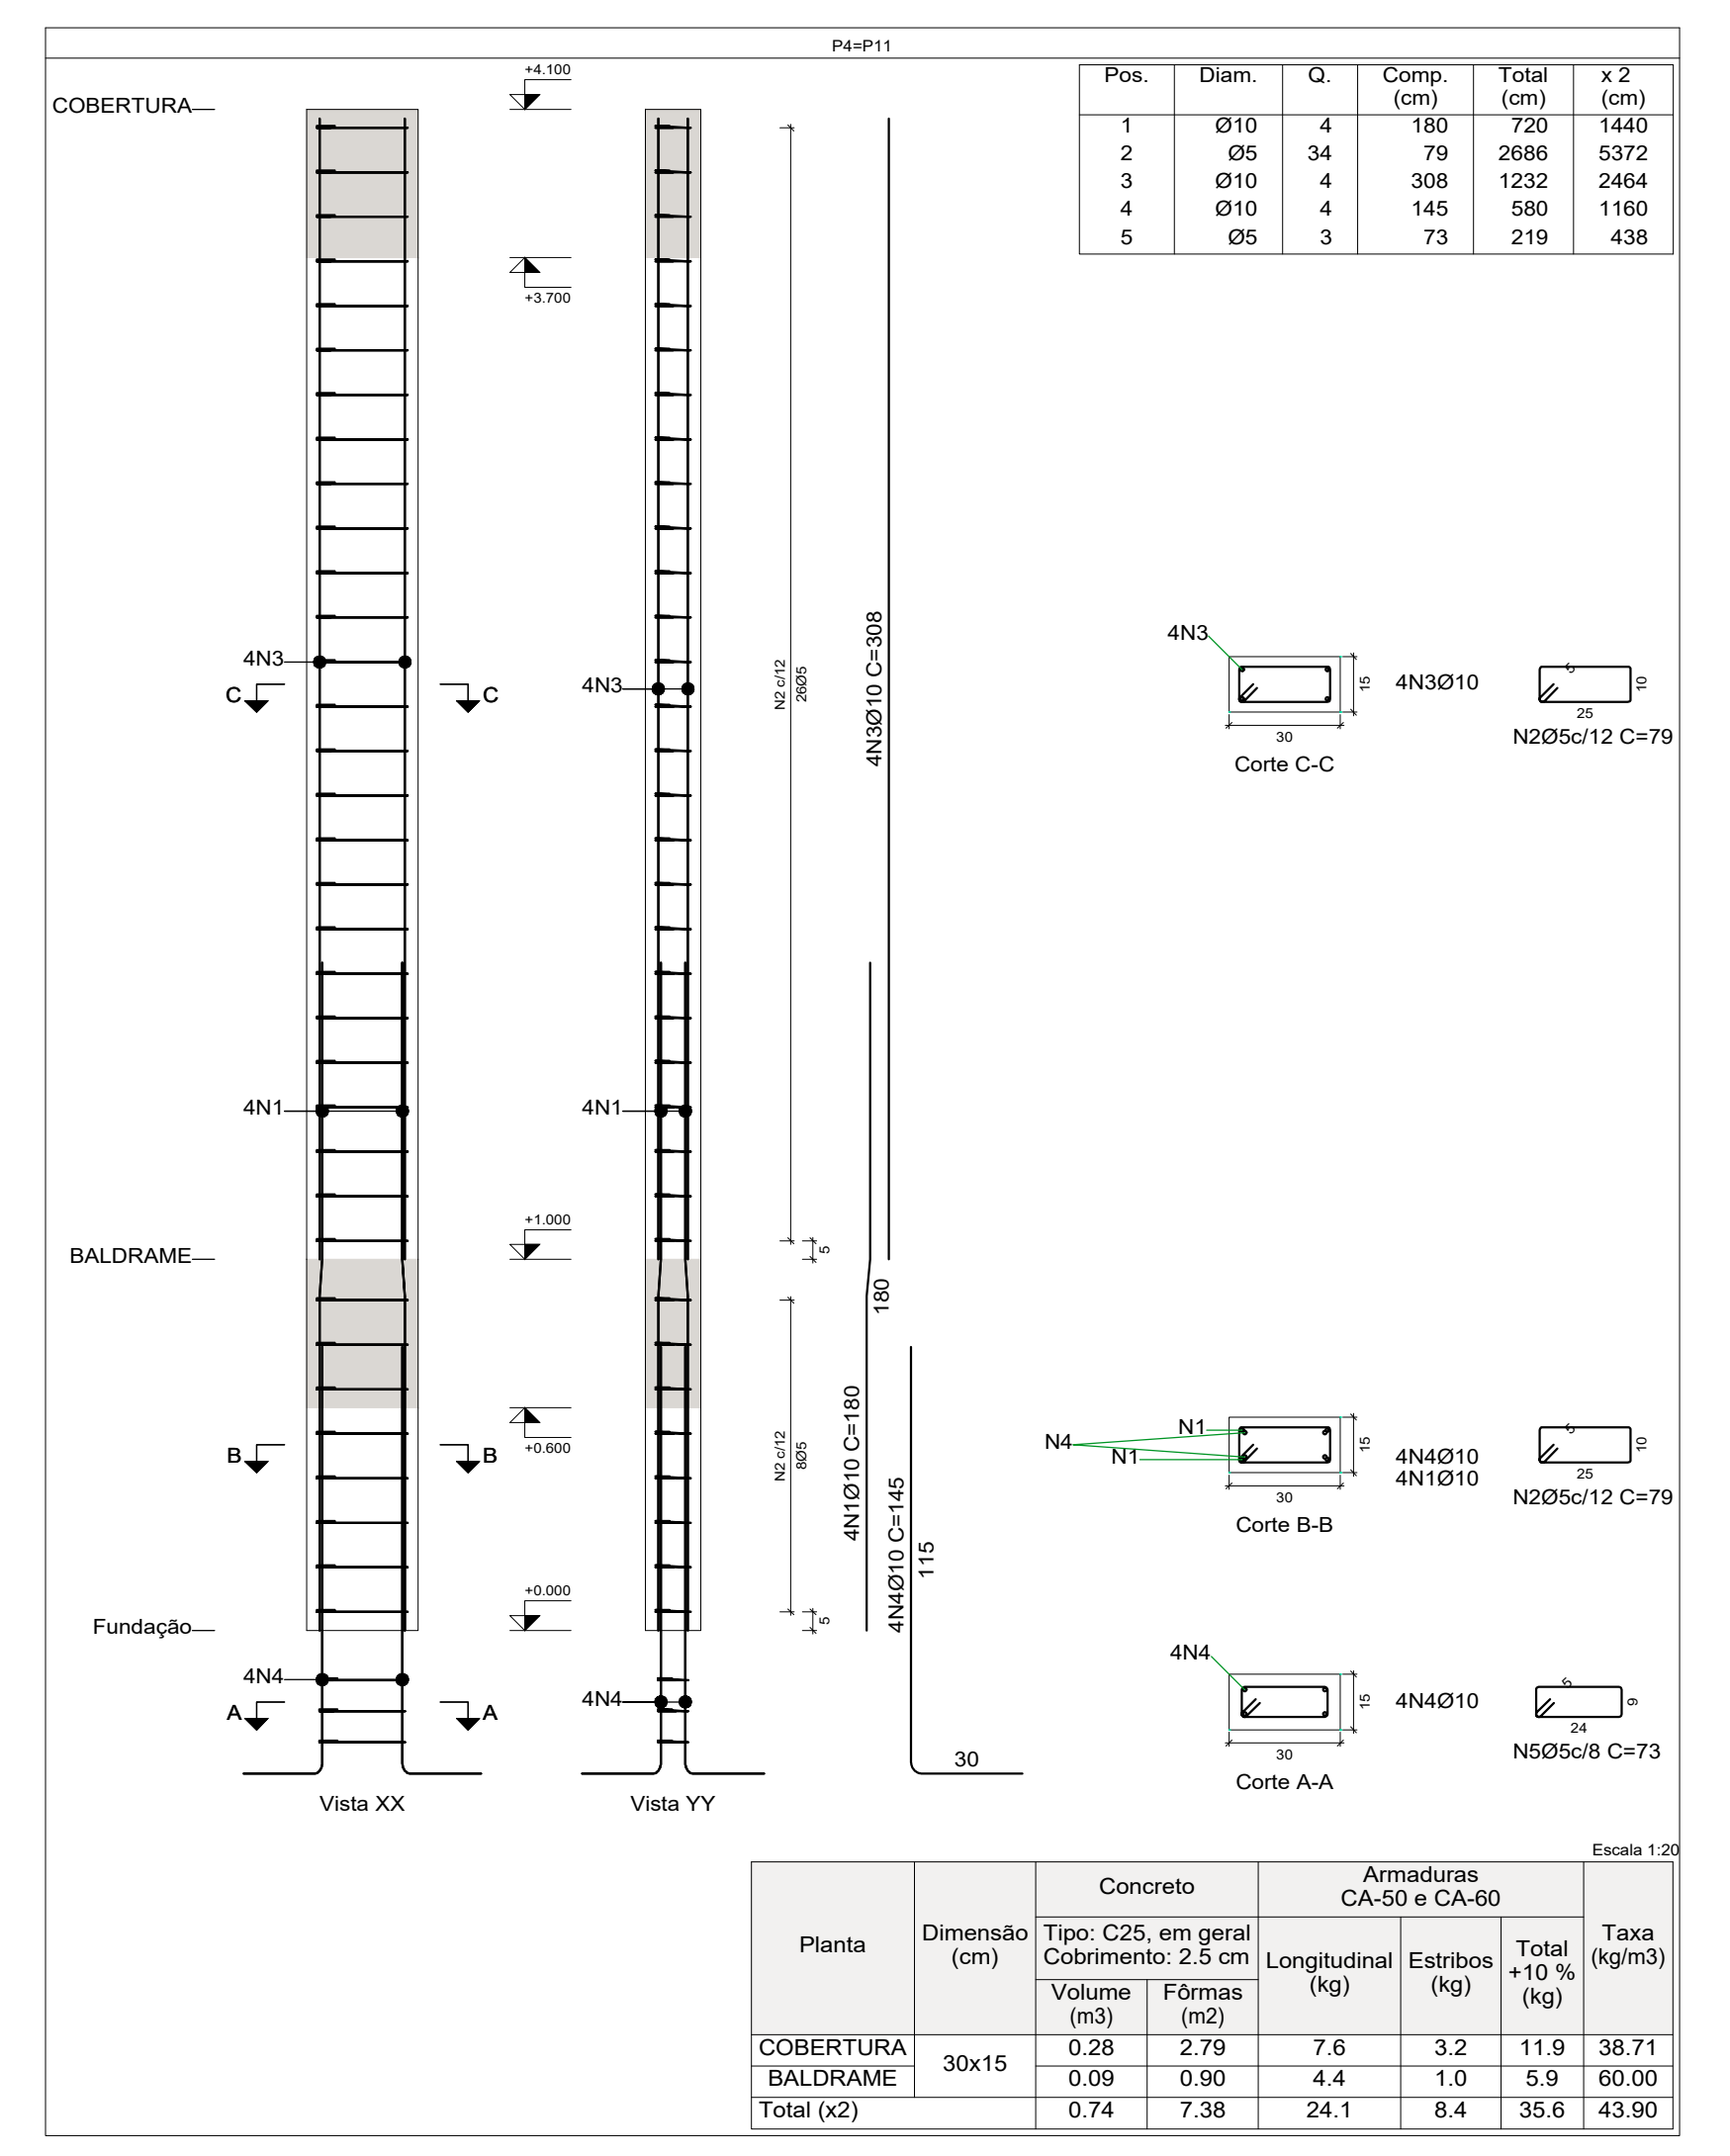 P4=P11
Pos. Diam. Q. Comp. (cm) Total (cm) x 2 (cm)
1 Ø10 4 180 720 1440
2 Ø5 34 79 2686 5372
3 Ø10 4 308 1232 2464
4 Ø10 4 145 580 1160
5 Ø5 3 73 219 438
COBERTURA
+4.100
+3.700
4N3
C C
4N3
N2 c/12
26Ø5
4N3Ø10 C=308
4N3
15
30
4N3Ø10
Corte C-C
5
10
25
N2Ø5c/12 C=79
4N1
4N1
BALDRAME
+1.000
5
180
B B
+0.600
N2 c/12
8Ø5
4N1Ø10 C=180
4N4Ø10 C=145
115
N1
N4
N1
15
30
4N4Ø10
4N1Ø10
Corte B-B
5
10
25
N2Ø5c/12 C=79
Fundação
+0.000
5
4N4
A A
4N4
30
4N4
15
30
4N4Ø10
Corte A-A
5
9
24
N5Ø5c/8 C=73
Vista XX
Vista YY
Escala 1:20
Planta
Dimensão
(cm)
Concreto
Tipo: C25, em geral
Cobrimento: 2.5 cm
Volume
(m3)
Fôrmas
(m2)
Armaduras
CA-50 e CA-60
Longitudinal
(kg)
Estribos
(kg)
Total
+10 %
(kg)
Taxa
(kg/m3)
COBERTURA 30x15 0.28 2.79 7.6 3.2 11.9 38.71
BALDRAME 0.09 0.90 4.4 1.0 5.9 60.00
Total (x2) 0.74 7.38 24.1 8.4 35.6 43.90